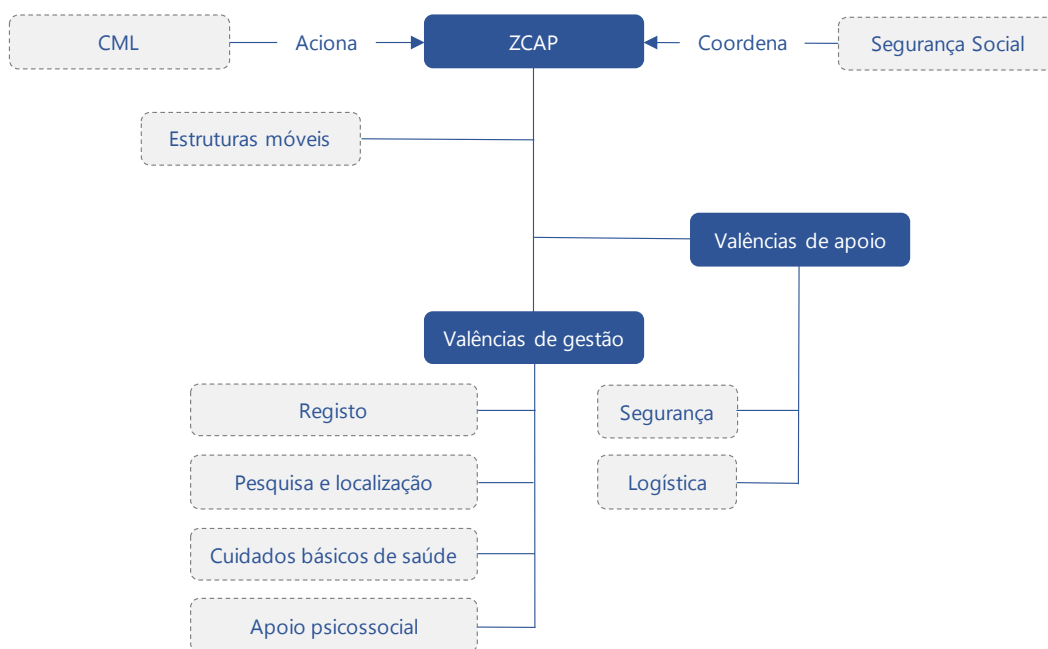 CML
Aciona
ZCAP
Coordena
Segurança Social
Estruturas móveis
Valências de apoio
Valências de gestão
Registo
Segurança
Pesquisa e localização
Logística
Cuidados básicos de saúde
Apoio psicossocial